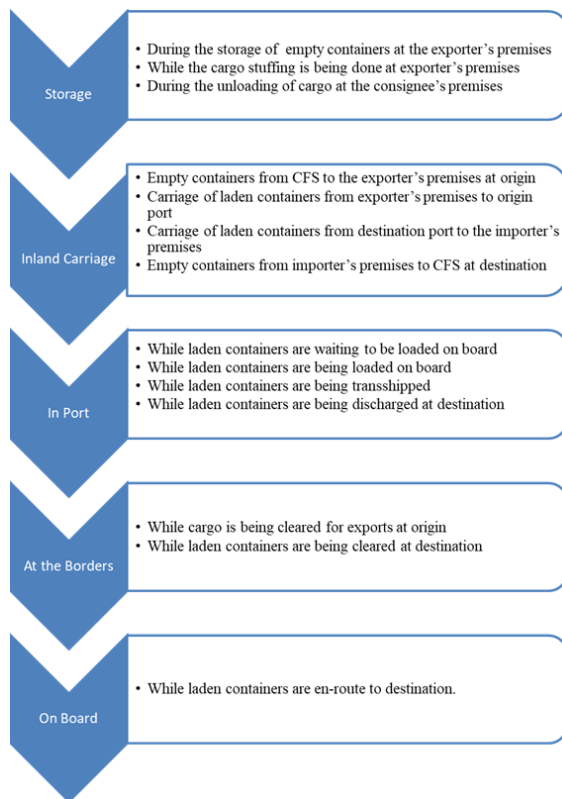 Storage
• During the storage of  empty containers at the exporter's premises
• While the cargo stuffing is being done at exporter's premises
• During the unloading of cargo at the consignee's premises
Inland Carriage
• Empty containers from CFS to the exporter's premises at origin
• Carriage of laden containers from exporter's premises to origin
port
• Carriage of laden containers from destination port to the importer's
premises
• Empty containers from importer's premises to CFS at destination
In Port
• While laden containers are waiting to be loaded on board
• While laden containers are being loaded on board
• While laden containers are being transshipped
• While laden containers are being discharged at destination
At the Borders
• While cargo is being cleared for exports at origin
• While laden containers are being cleared at destination
On Board
• While laden containers are en-route to destination.